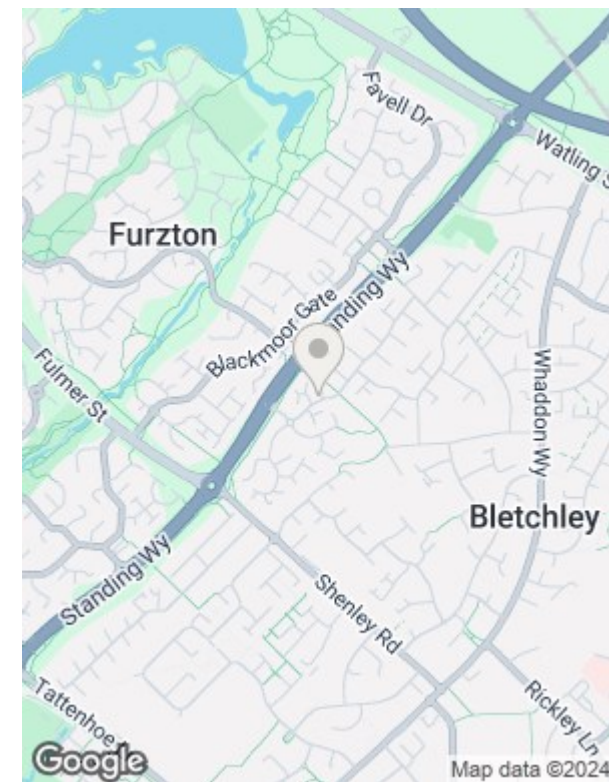 Favell Dr
Watling S
Furzton
Standing Wy
Blackmoor Gate
Fulmer St
Whaddon Wy
Bletchley
Standing Wy
Shenley Rd
Tattenhoe
Rickley Ln
Google
Map data ©2024